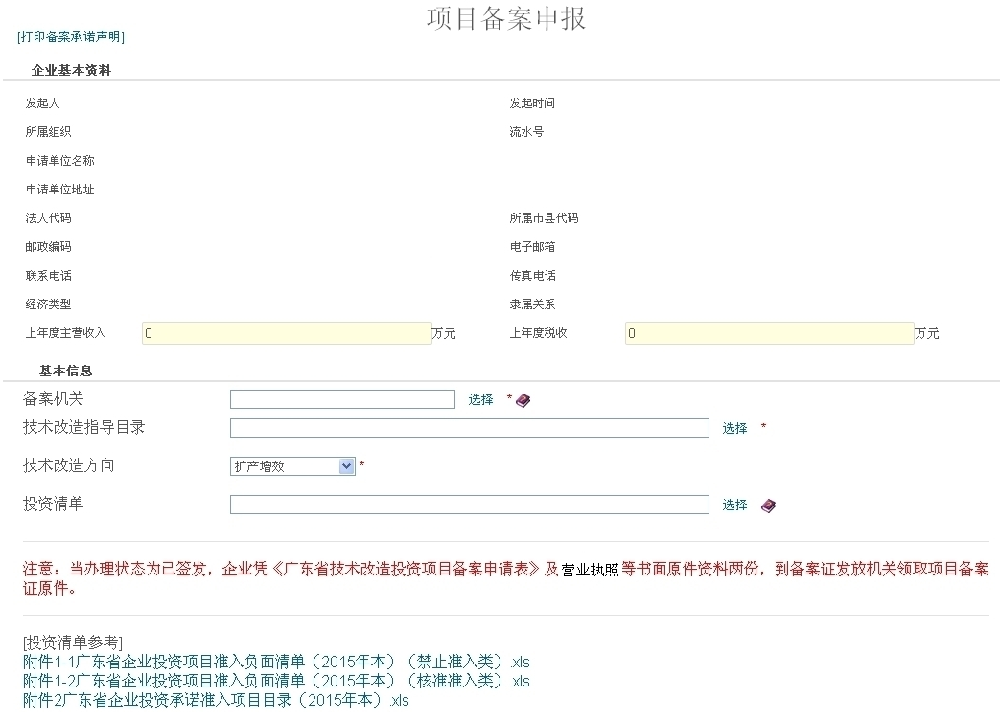 项目备案申报
[打印备案承诺声明]
企业基本资料
发起人 发起时间
所属组织 流水号
申请单位名称
申请单位地址
法人代码 所属市县代码
邮政编码 电子邮箱
联系电话 传真电话
经济类型 隶属关系
上年度主营收入 0 万元 上年度税收 0 万元
基本信息
备案机关 选择 *
技术改造指导目录 选择 *
技术改造方向 扩产增效 *
投资清单 选择
注意：当办理状态为已签发，企业凭《广东省技术改造投资项目备案申请表》及营业执照等书面原件资料两份，到备案证发放机关领取项目备案
证原件。
[投资清单参考]
附件1-1广东省企业投资项目准入负面清单（2015年本）（禁止准入类）.xls
附件1-2广东省企业投资项目准入负面清单（2015年本）（核准准入类）.xls
附件2广东省企业投资承诺准入项目目录（2015年本）.xls